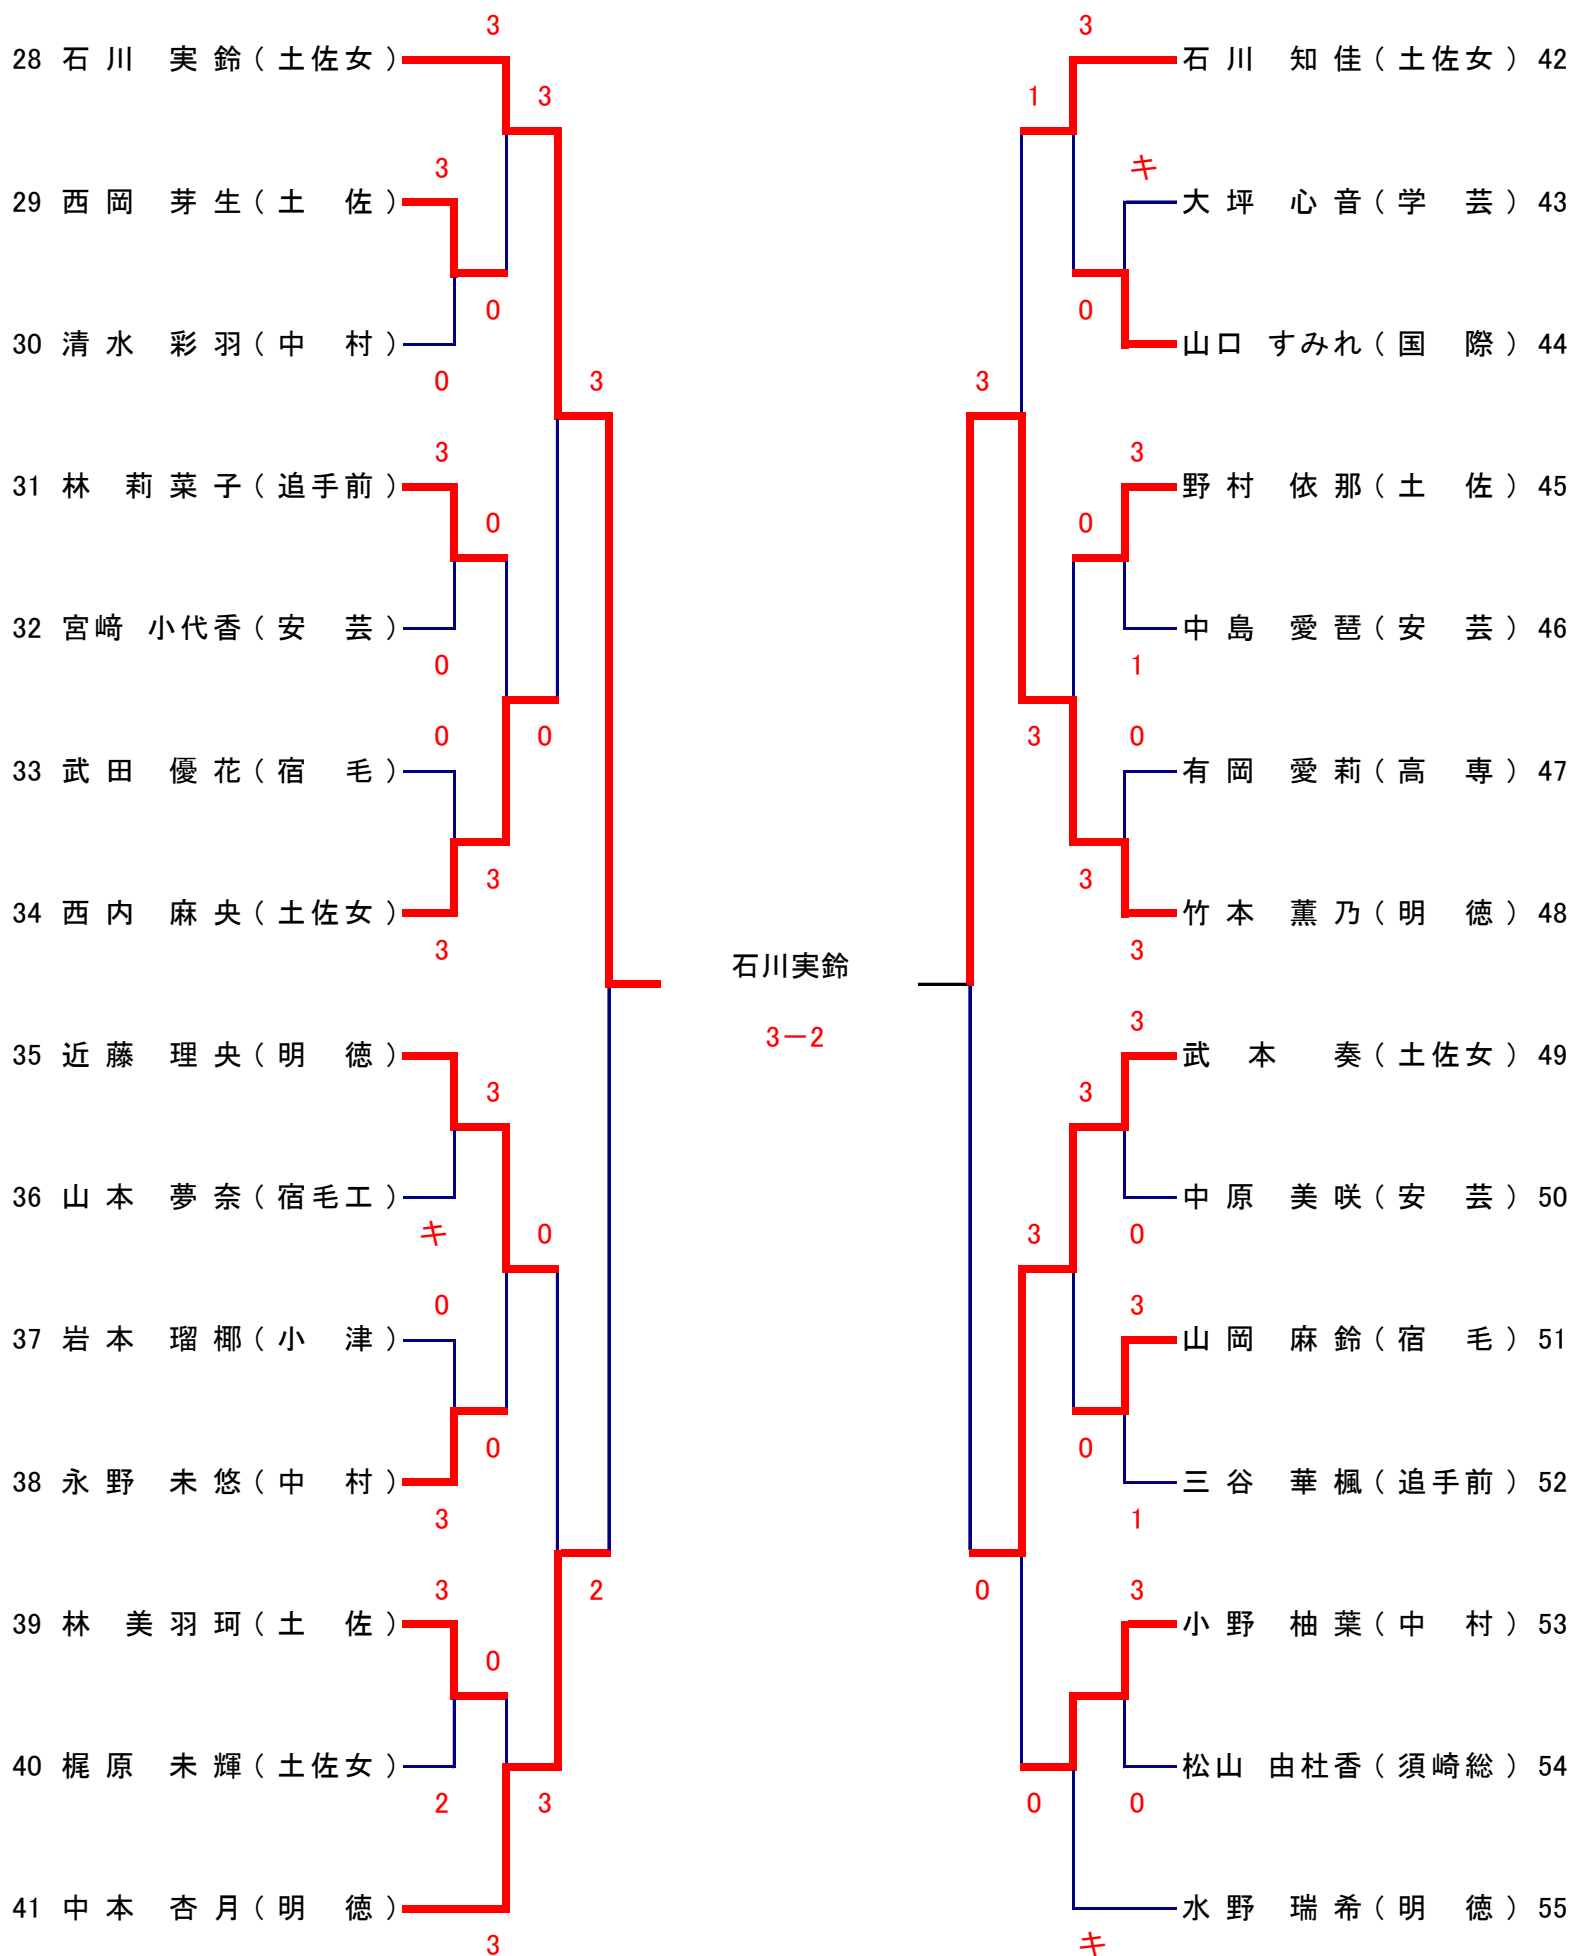 3 3
28 石川 実鈴(土佐女) 石川 知佳(土佐女) 42
3 1
3 キ
29 西岡 芽生(土 佐) 大坪 心音(学 芸) 43
0 0
30 清水 彩羽(中 村) 山口 すみれ(国 際) 44
0 3 3
3 3
31 林 莉菜子(追手前) 野村 依那(土 佐) 45
0 0
32 宮﨑 小代香(安 芸) 中島 愛琶(安 芸) 46
0 1
0 0 3 0
33 武田 優花(宿 毛) 有岡 愛莉(高 専) 47
3 3
34 西内 麻央(土佐女) 竹本 薫乃(明 徳) 48
3 3
石川実鈴
3
3－2
35 近藤 理央(明 徳) 武本 奏(土佐女) 49
3 3
36 山本 夢奈(宿毛工) 中原 美咲(安 芸) 50
キ 0 3 0
0 3
37 岩本 瑠椰(小 津) 山岡 麻鈴(宿 毛) 51
0 0
38 永野 未悠(中 村) 三谷 華楓(追手前) 52
3 1
3 2 0 3
39 林 美羽珂(土 佐) 小野 柚葉(中 村) 53
0
40 梶原 未輝(土佐女) 松山 由杜香(須崎総) 54
2 3 0 0
41 中本 杏月(明 徳) 水野 瑞希(明 徳) 55
3 キ